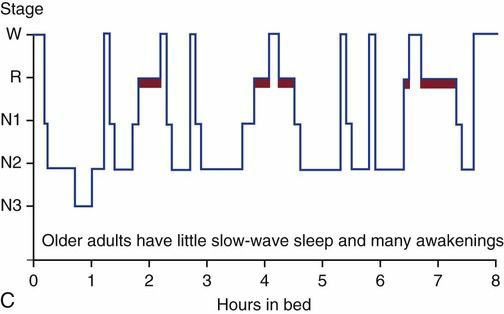 Stage
W
R
N1
N2
N3
Older adults have little slow-wave sleep and many awakenings
0 1 2 3 4 5 6 7 8
C
Hours in bed